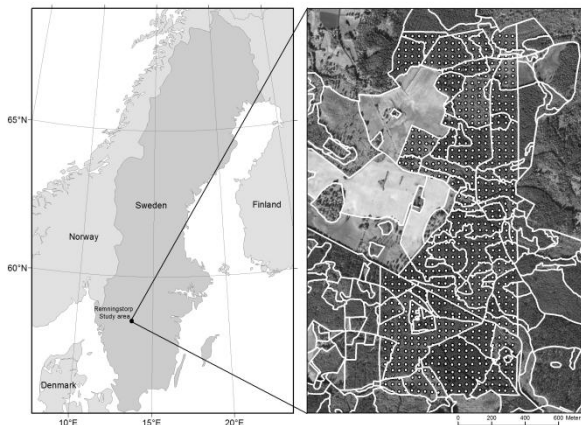 65°N
Sweden
Finland
Norway
60°N
Remningstorp
Study area
Denmark
10°E
15°E
20°E
0 200 400 600 Meter